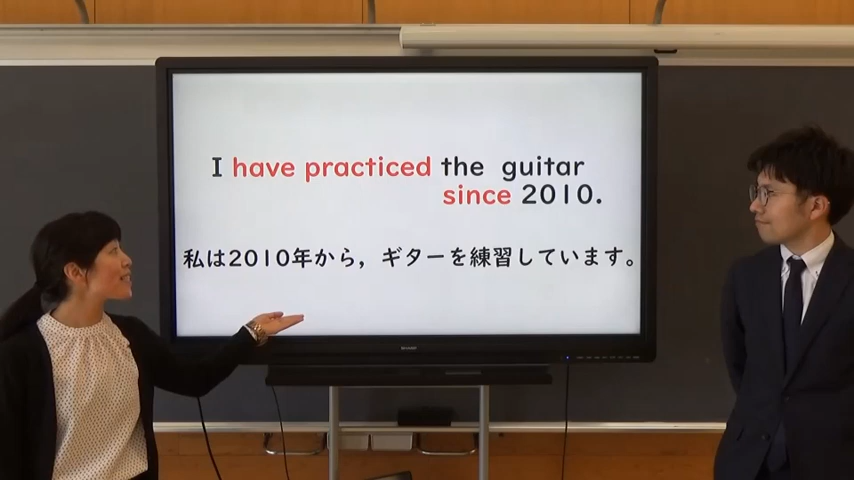 I have practiced the guitar
since 2010.
私は2010年から，ギターを練習しています。
SHARP